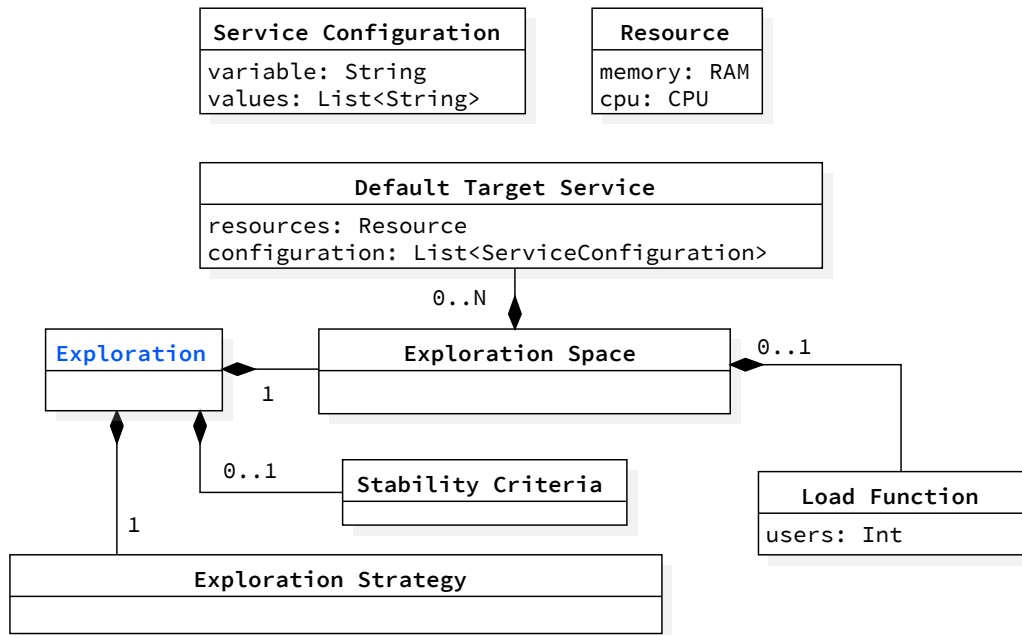 Service Configuration
variable: String
values: List<String>
Resource
memory: RAM
cpu: CPU
Default Target Service
resources: Resource
configuration: List<ServiceConfiguration>
0..N
Exploration
1
Exploration Space
0..1
0..1
Stability Criteria
Load Function
users: Int
1
Exploration Strategy